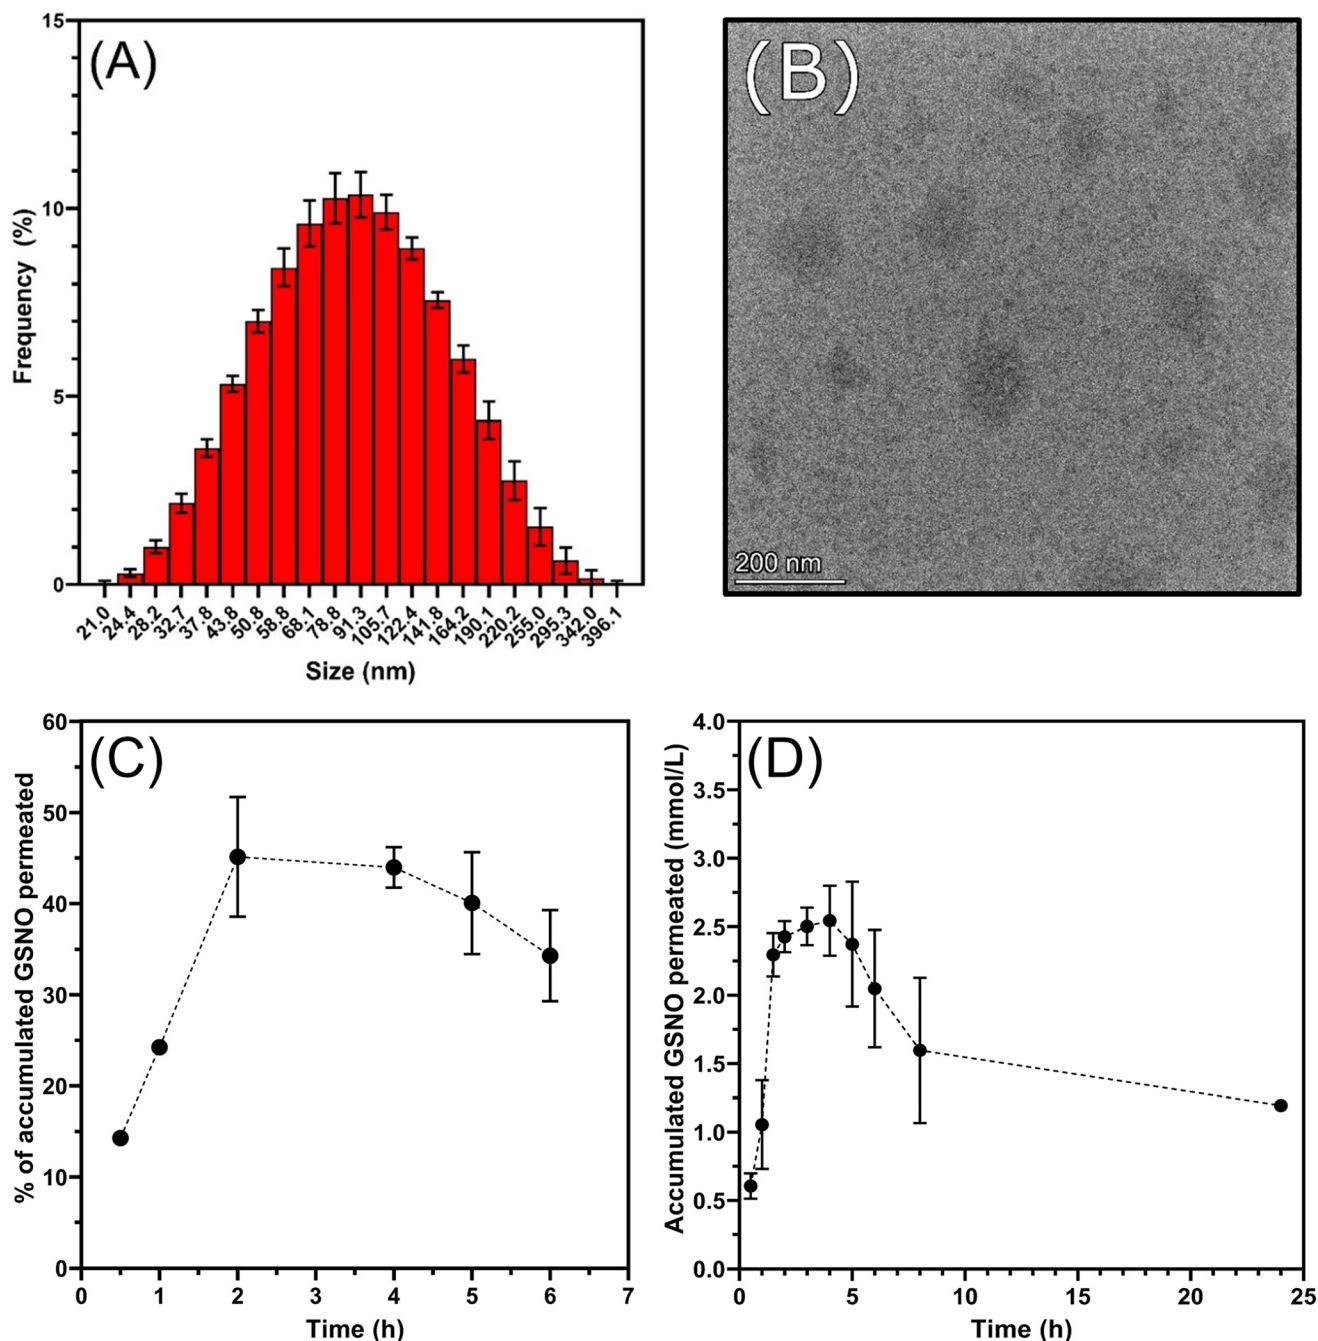 (A)
15
10
5
0
Frequency (%)
21.0 24.4 28.2 32.7 37.8 43.8 50.8 58.8 68.1 78.8 91.3 105.7 122.4 141.8 164.2 190.1 220.2 255.0 295.3 342.0 396.1
Size (nm)
(B)
200 nm
(C)
60
50
40
30
20
10
0
% of accumulated GSNO permeated
0 1 2 3 4 5 6 7
Time (h)
(D)
4.0
3.5
3.0
2.5
2.0
1.5
1.0
0.5
0.0
Accumulated GSNO permeated (mmol/L)
0 5 10 15 20 25
Time (h)